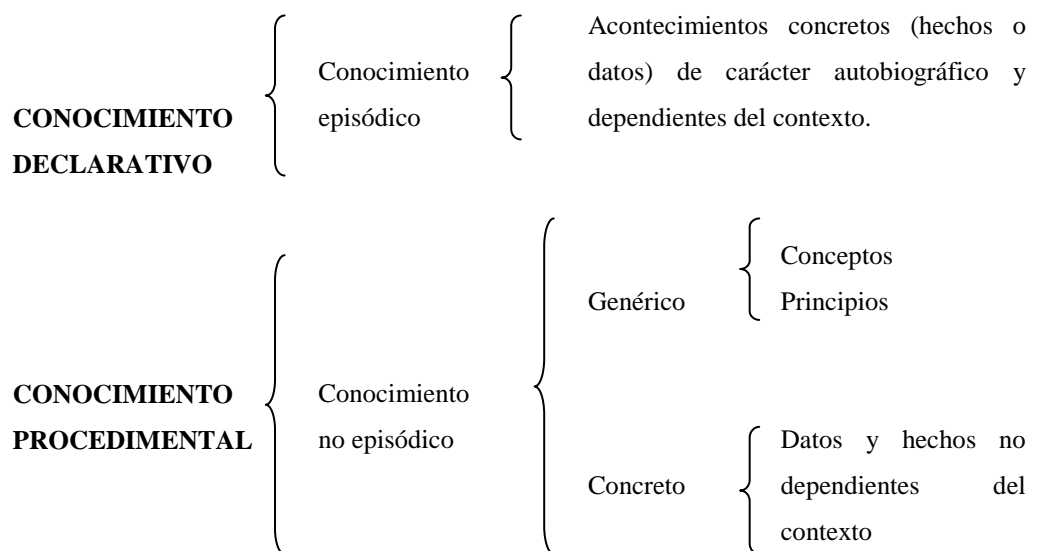 Acontecimientos concretos (hechos o
datos) de carácter autobiográfico y
dependientes del contexto.
Conocimiento
episódico
CONOCIMIENTO
DECLARATIVO
Conceptos
Principios
Genérico
CONOCIMIENTO
PROCEDIMENTAL
Conocimiento
no episódico
Concreto
Datos y hechos no
dependientes del
contexto